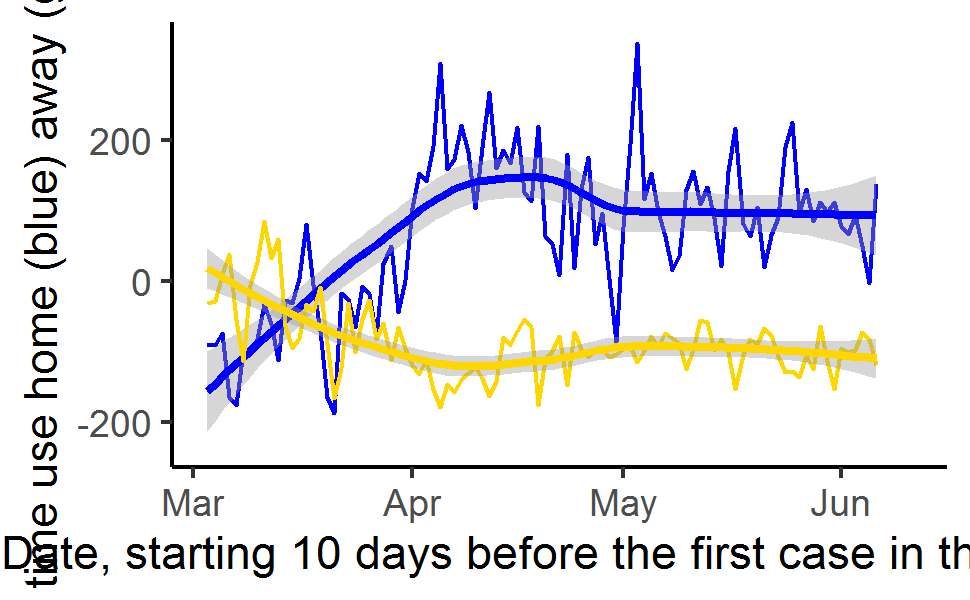 time use home (blue) away (
200
0
-200
Mar Apr May Jun
Date, starting 10 days before the first case in th